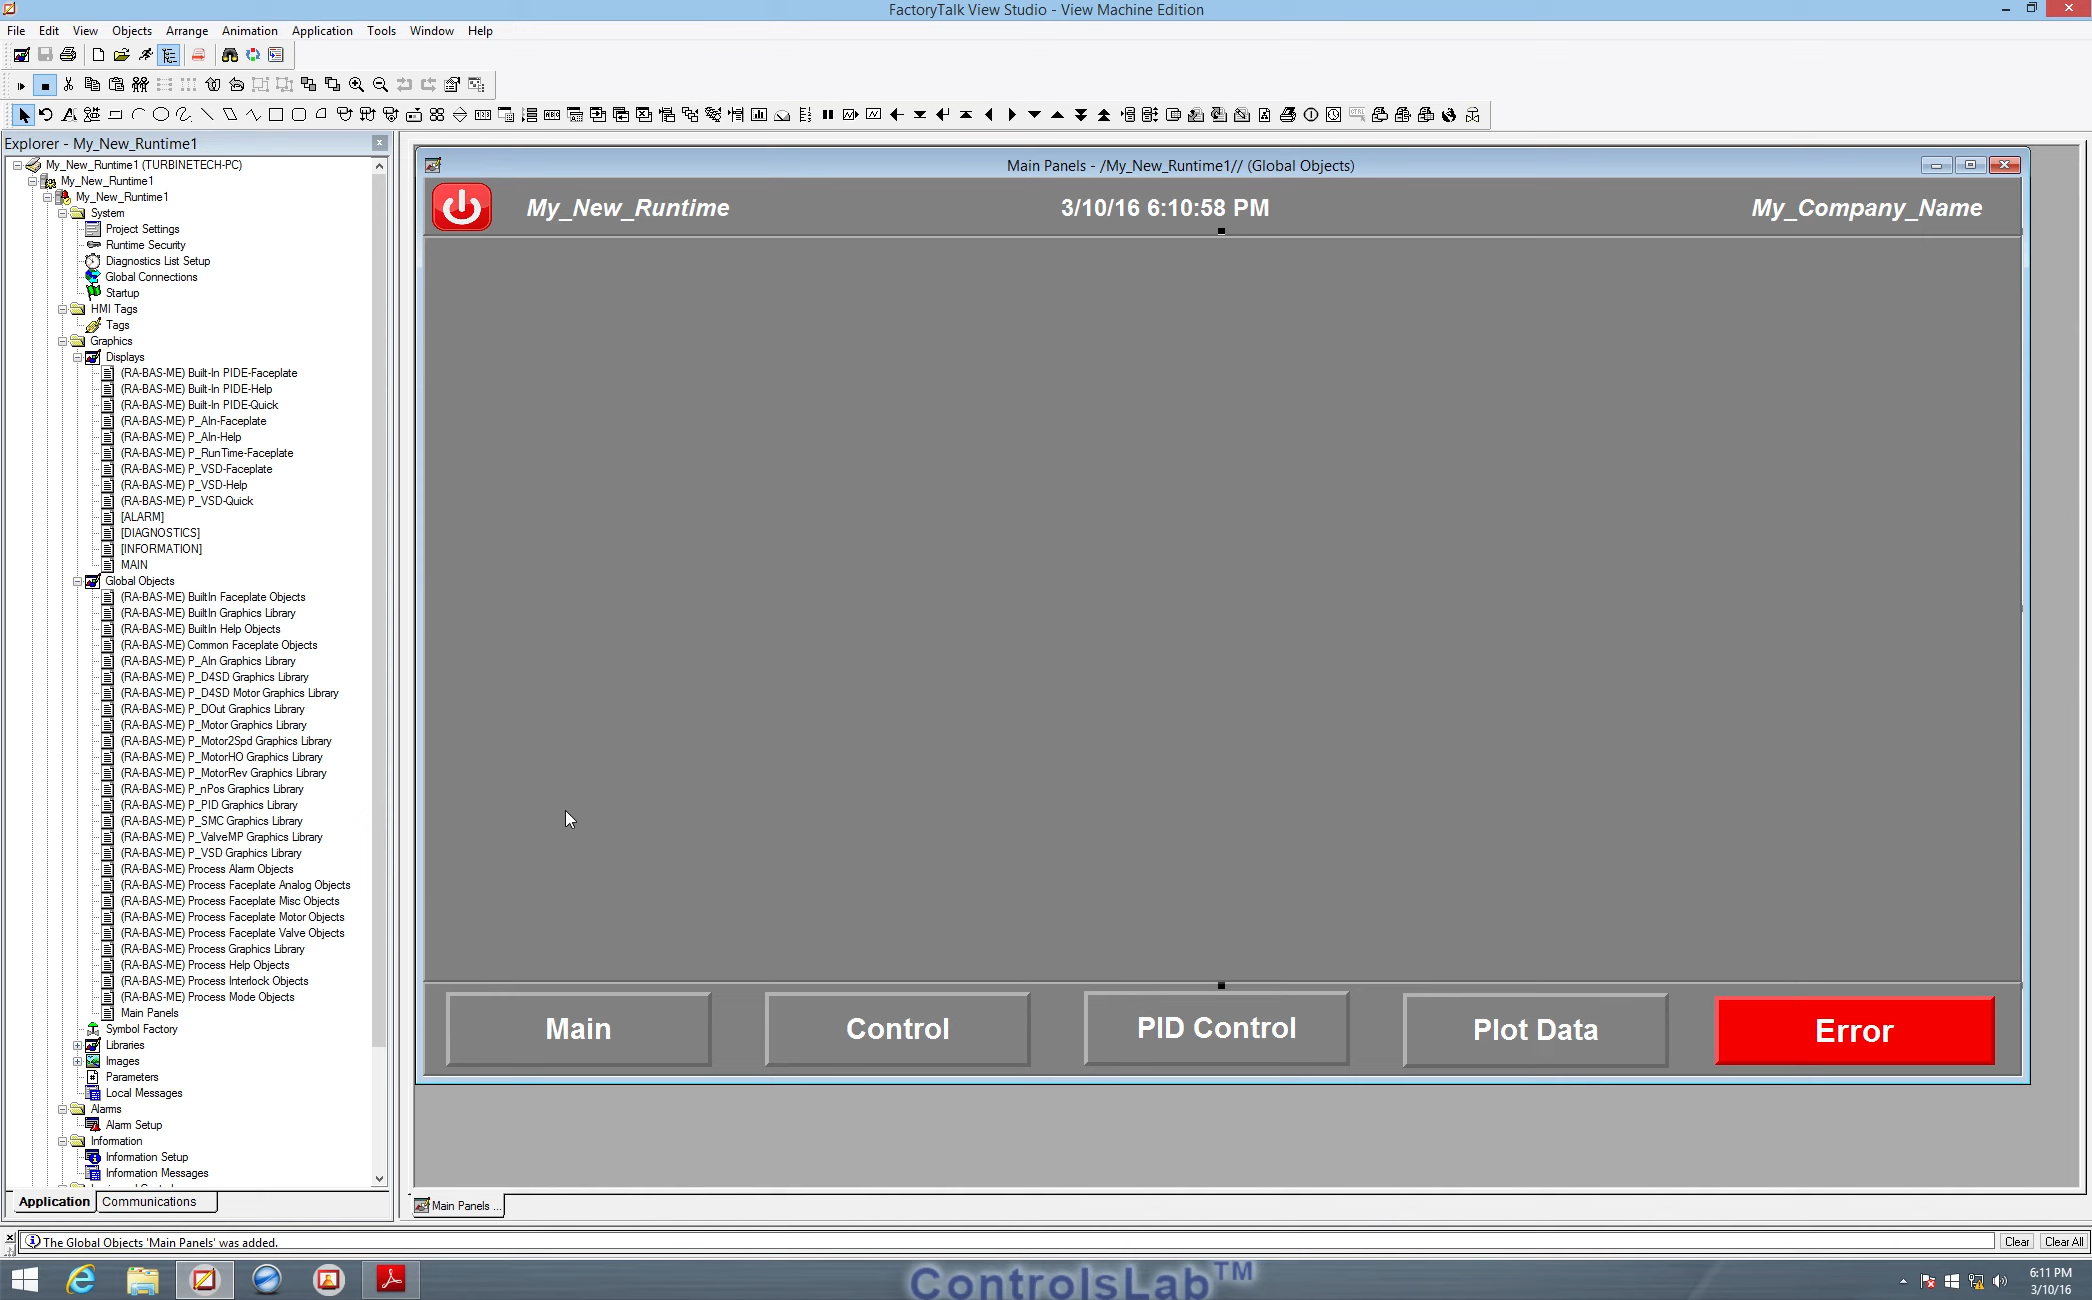 FactoryTalk View Studio - View Machine Edition
File Edit View Objects Arrange Animation Application Tools Window Help
Explorer - My_New_Runtime1
My_New_Runtime1 (TURBINETECH-PC)
My_New_Runtime1
My_New_Runtime1
System
Project Settings
Runtime Security
Diagnostics List Setup
Global Connections
Startup
HMI Tags
Tags
Graphics
Displays
(RA-BAS-ME) Built-In PIDE-Faceplate
(RA-BAS-ME) Built-In PIDE-Help
(RA-BAS-ME) Built-In PIDE-Quick
(RA-BAS-ME) P_AIn-Faceplate
(RA-BAS-ME) P_AIn-Help
(RA-BAS-ME) P_RunTime-Faceplate
(RA-BAS-ME) P_VSD-Faceplate
(RA-BAS-ME) P_VSD-Help
(RA-BAS-ME) P_VSD-Quick
[ALARM]
[DIAGNOSTICS]
[INFORMATION]
MAIN
Global Objects
(RA-BAS-ME) BuiltIn Faceplate Objects
(RA-BAS-ME) BuiltIn Graphics Library
(RA-BAS-ME) BuiltIn Help Objects
(RA-BAS-ME) Common Faceplate Objects
(RA-BAS-ME) P_AIn Graphics Library
(RA-BAS-ME) P_D4SD Graphics Library
(RA-BAS-ME) P_D4SD Motor Graphics Library
(RA-BAS-ME) P_DOut Graphics Library
(RA-BAS-ME) P_Motor Graphics Library
(RA-BAS-ME) P_Motor2Spd Graphics Library
(RA-BAS-ME) P_MotorHO Graphics Library
(RA-BAS-ME) P_MotorRev Graphics Library
(RA-BAS-ME) P_nPos Graphics Library
(RA-BAS-ME) P_PID Graphics Library
(RA-BAS-ME) P_SMC Graphics Library
(RA-BAS-ME) P_ValveMP Graphics Library
(RA-BAS-ME) P_VSD Graphics Library
(RA-BAS-ME) Process Alarm Objects
(RA-BAS-ME) Process Faceplate Analog Objects
(RA-BAS-ME) Process Faceplate Misc Objects
(RA-BAS-ME) Process Faceplate Motor Objects
(RA-BAS-ME) Process Faceplate Valve Objects
(RA-BAS-ME) Process Graphics Library
(RA-BAS-ME) Process Help Objects
(RA-BAS-ME) Process Interlock Objects
(RA-BAS-ME) Process Mode Objects
Main Panels
Symbol Factory
Libraries
Images
Parameters
Local Messages
Alarms
Alarm Setup
Information
Information Setup
Information Messages
Application Communications
Main Panels - /My_New_Runtime1// (Global Objects)
My_New_Runtime 3/10/16 6:10:58 PM My_Company_Name
Main Control PID Control Plot Data Error
Main Panels ...
The Global Objects 'Main Panels' was added.
Clear Clear All
ControlsLab™
6:11 PM
3/10/16